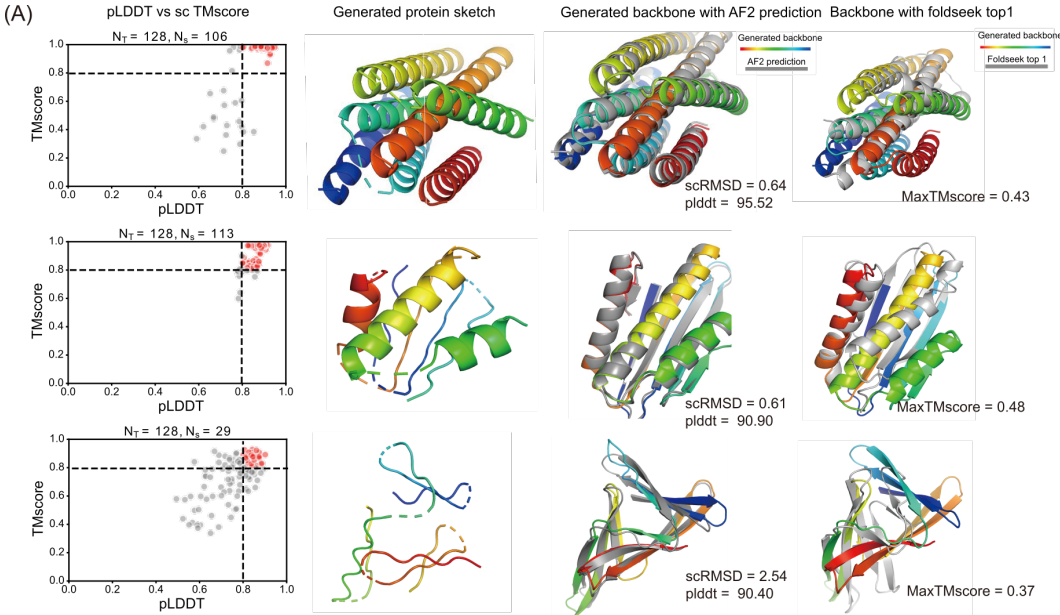 (A)
pLDDT vs sc TMscore
Generated protein sketch
Generated backbone with AF2 prediction
Backbone with foldseek top1
N_T = 128, N_s = 106
1.0
0.8
0.6
0.4
0.2
0.0
TMscore
0.0 0.2 0.4 0.6 0.8 1.0
pLDDT
Generated backbone
AF2 prediction
scRMSD = 0.64
plddt = 95.52
Generated backbone
Foldseek top 1
MaxTMscore = 0.43
N_T = 128, N_s = 113
1.0
0.8
0.6
0.4
0.2
0.0
TMscore
0.0 0.2 0.4 0.6 0.8 1.0
pLDDT
scRMSD = 0.61
plddt = 90.90
MaxTMscore = 0.48
N_T = 128, N_s = 29
1.0
0.8
0.6
0.4
0.2
0.0
TMscore
0.0 0.2 0.4 0.6 0.8 1.0
pLDDT
scRMSD = 2.54
plddt = 90.40
MaxTMscore = 0.37